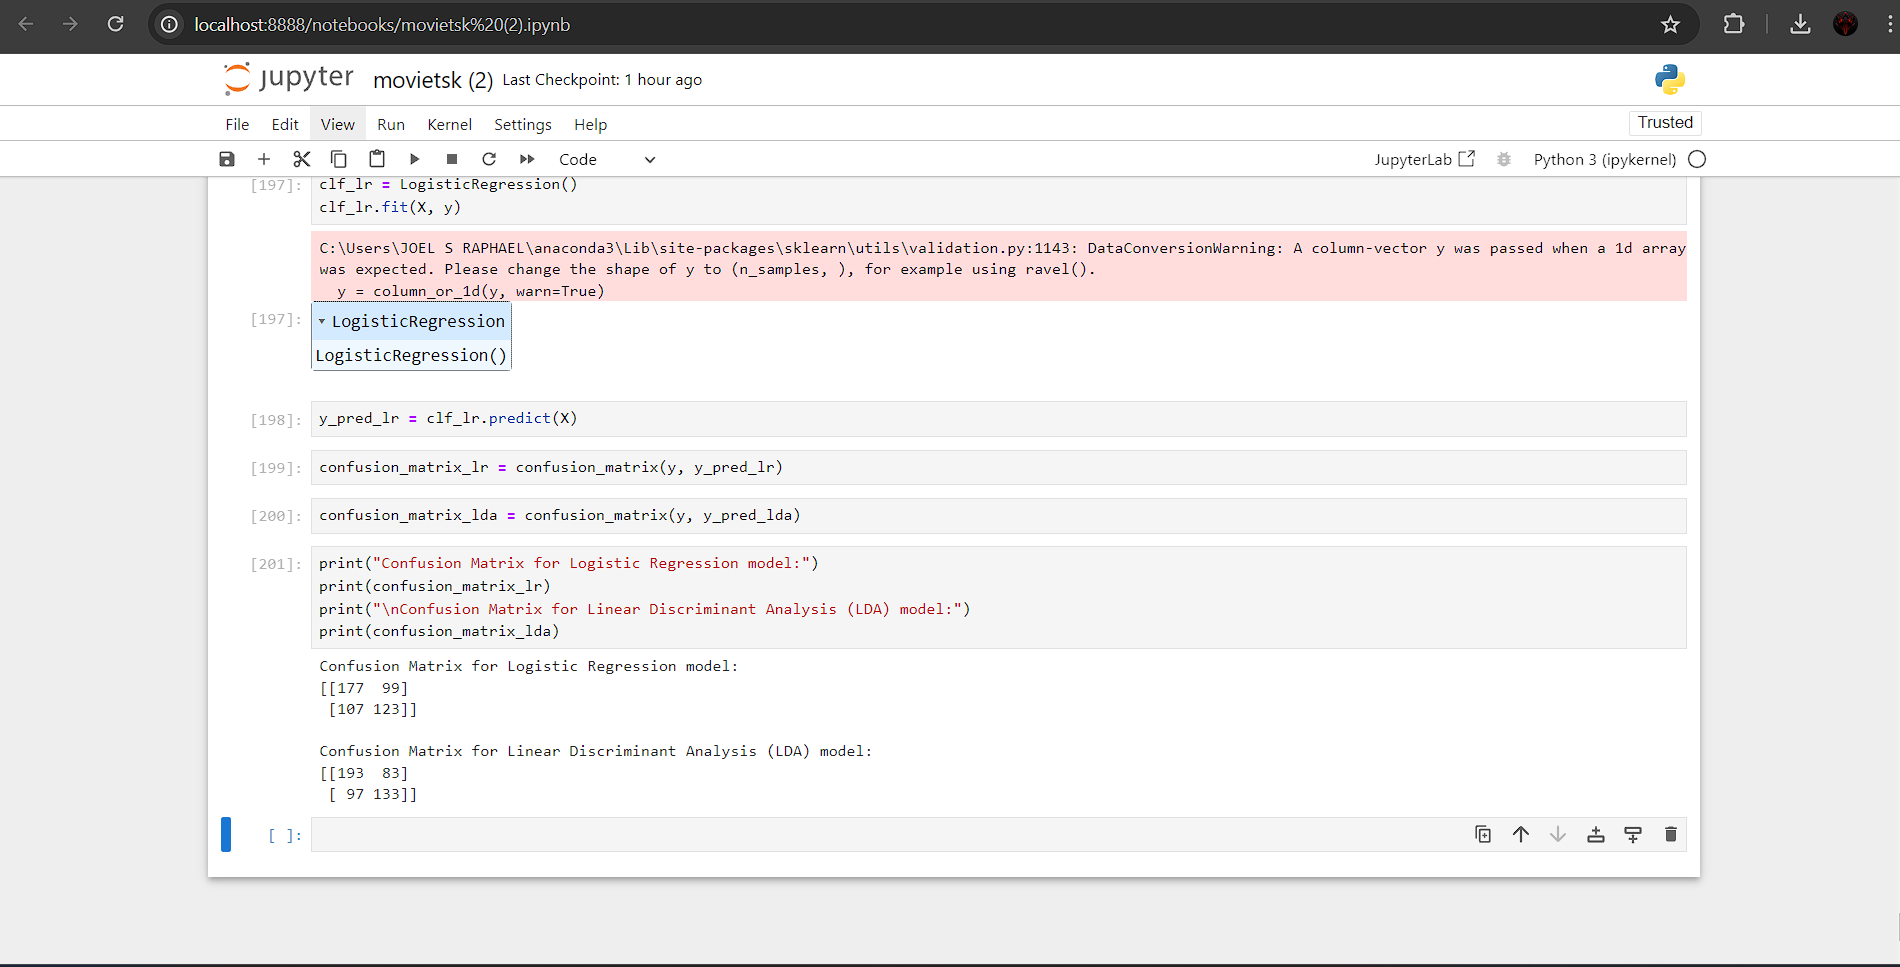 localhost:8888/notebooks/movietsk%20(2).ipynb
jupyter movietsk (2) Last Checkpoint: 1 hour ago
File Edit View Run Kernel Settings Help Trusted
Code JupyterLab Python 3 (ipykernel)
[197]: clf_lr = LogisticRegression()
clf_lr.fit(X, y)
C:\Users\JOEL S RAPHAEL\anaconda3\Lib\site-packages\sklearn\utils\validation.py:1143: DataConversionWarning: A column-vector y was passed when a 1d array
was expected. Please change the shape of y to (n_samples, ), for example using ravel().
  y = column_or_1d(y, warn=True)
[197]: ▾ LogisticRegression
LogisticRegression()
[198]: y_pred_lr = clf_lr.predict(X)
[199]: confusion_matrix_lr = confusion_matrix(y, y_pred_lr)
[200]: confusion_matrix_lda = confusion_matrix(y, y_pred_lda)
[201]: print("Confusion Matrix for Logistic Regression model:")
print(confusion_matrix_lr)
print("\nConfusion Matrix for Linear Discriminant Analysis (LDA) model:")
print(confusion_matrix_lda)
Confusion Matrix for Logistic Regression model:
[[177  99]
 [107 123]]
Confusion Matrix for Linear Discriminant Analysis (LDA) model:
[[193  83]
 [ 97 133]]
[ ]: